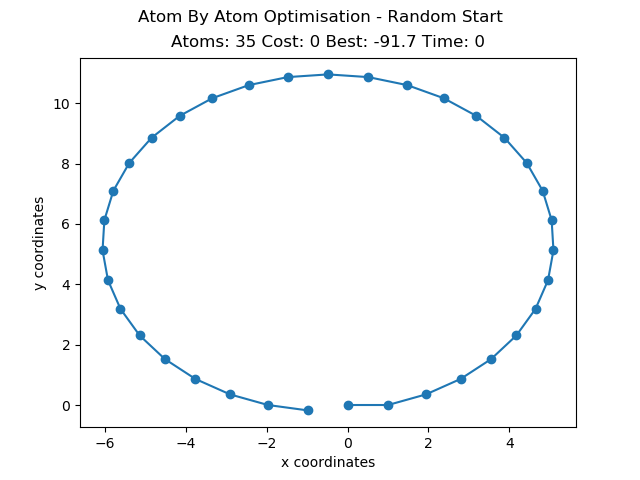 Atom By Atom Optimisation - Random Start
Atoms: 35 Cost: 0 Best: -91.7 Time: 0
10
8
6
4
2
0
y coordinates
−6 −4 −2 0 2 4
x coordinates